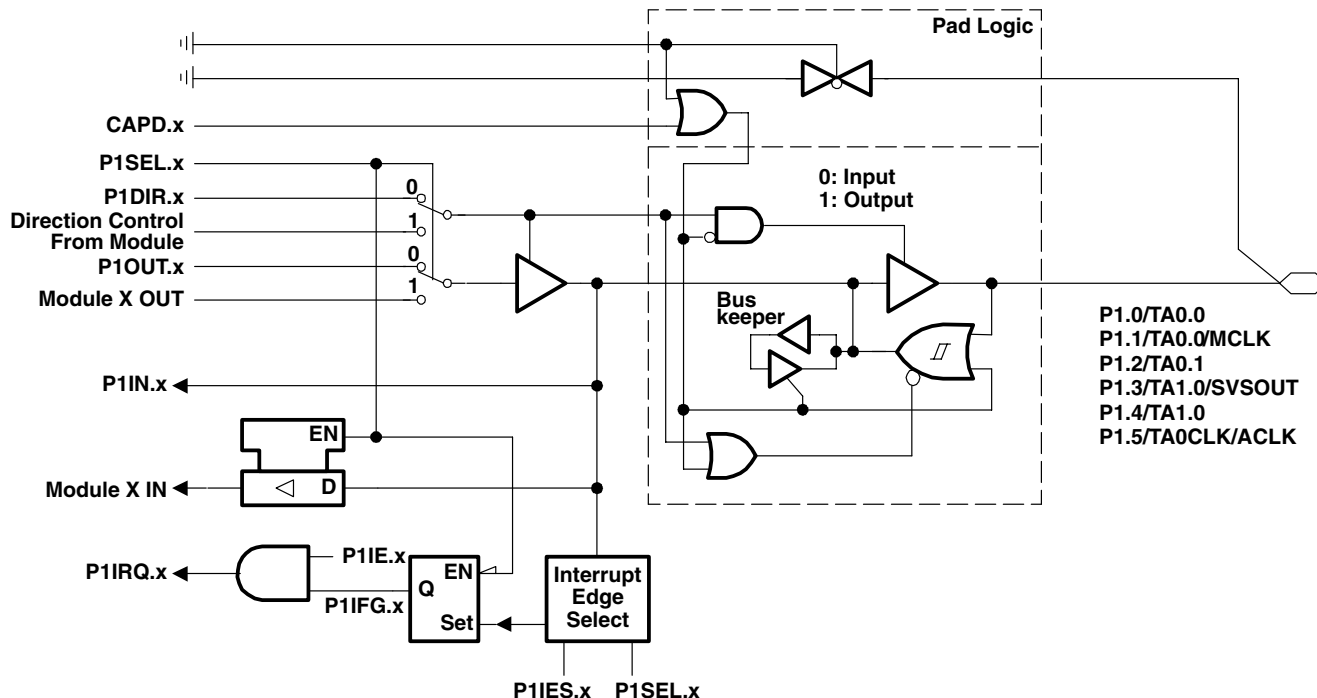 Pad Logic
CAPD.x
P1SEL.x
P1DIR.x
0
Direction Control
From Module
1
P1OUT.x
0
Module X OUT
1
0: Input
1: Output
Bus
keeper
P1.0/TA0.0
P1.1/TA0.0/MCLK
P1.2/TA0.1
P1.3/TA1.0/SVSOUT
P1.4/TA1.0
P1.5/TA0CLK/ACLK
P1IN.x
EN
Module X IN
D
P1IRQ.x
P1IE.x
P1IFG.x
EN
Q
Set
Interrupt
Edge
Select
P1IES.x
P1SEL.x